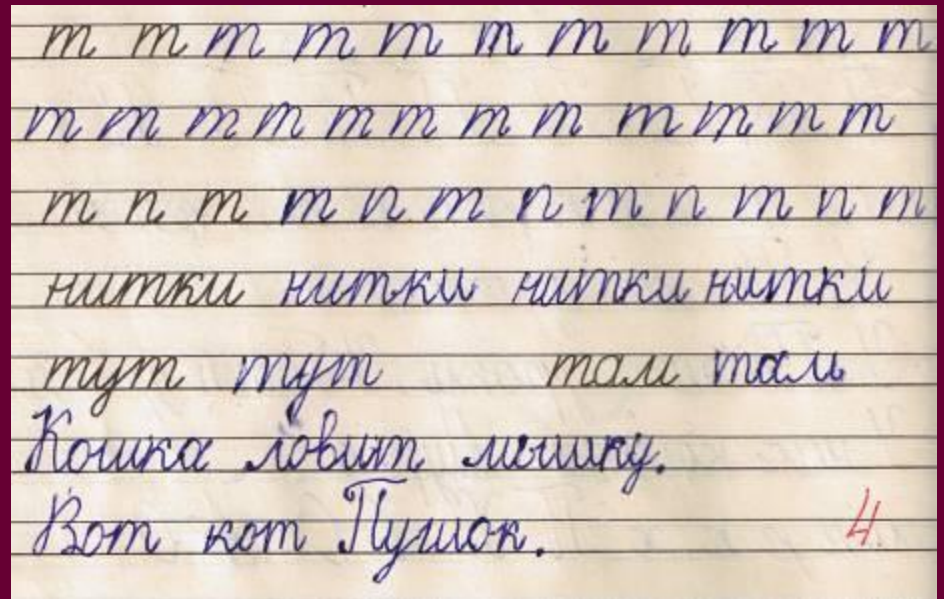 т т т т т т т т т т т
т т т т т т т т т т т т
т п т т п т п т п т п т
нитки нитки нитки нитки
тут тут там там
Кошка ловит мышку.
Вот кот Пушок. 4